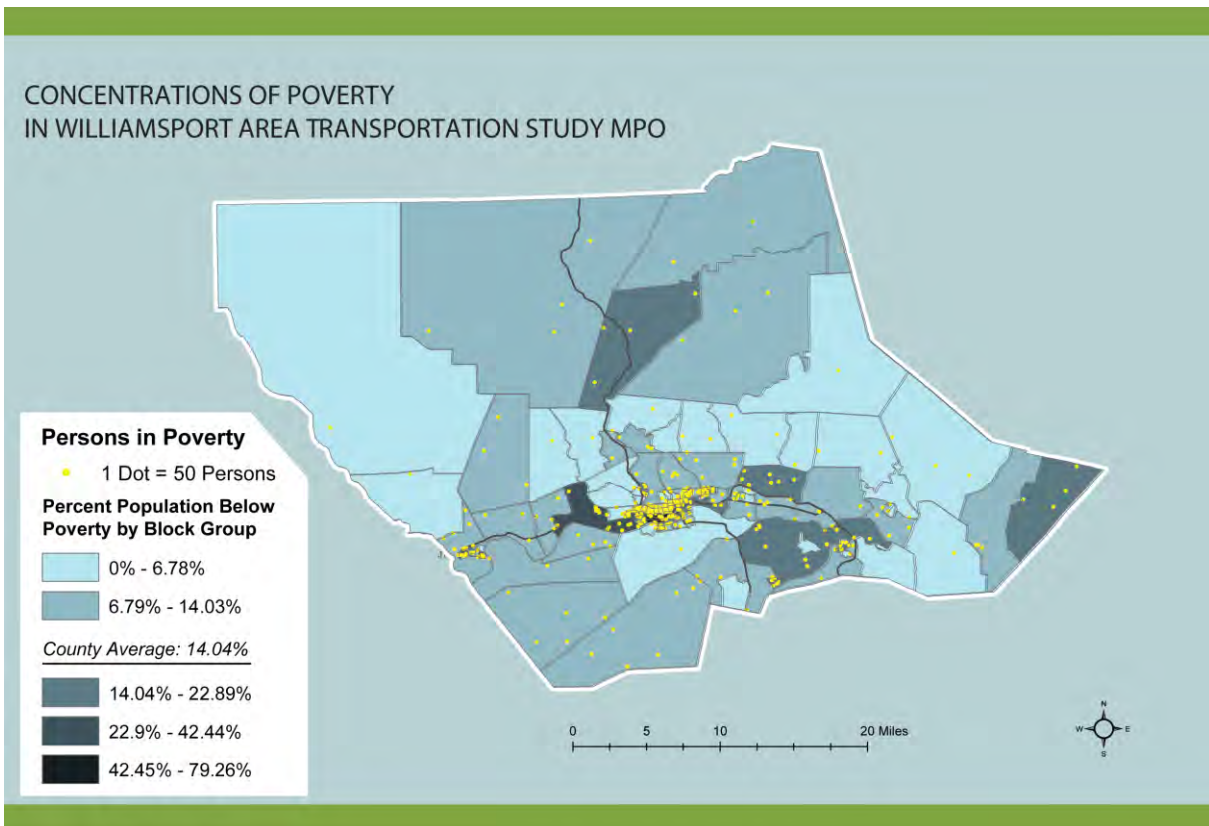 CONCENTRATIONS OF POVERTY
IN WILLIAMSPORT AREA TRANSPORTATION STUDY MPO
Persons in Poverty
1 Dot = 50 Persons
Percent Population Below
Poverty by Block Group
0% - 6.78%
6.79% - 14.03%
County Average: 14.04%
14.04% - 22.89%
22.9% - 42.44%
42.45% - 79.26%
0 5 10 20 Miles
N
W E
S